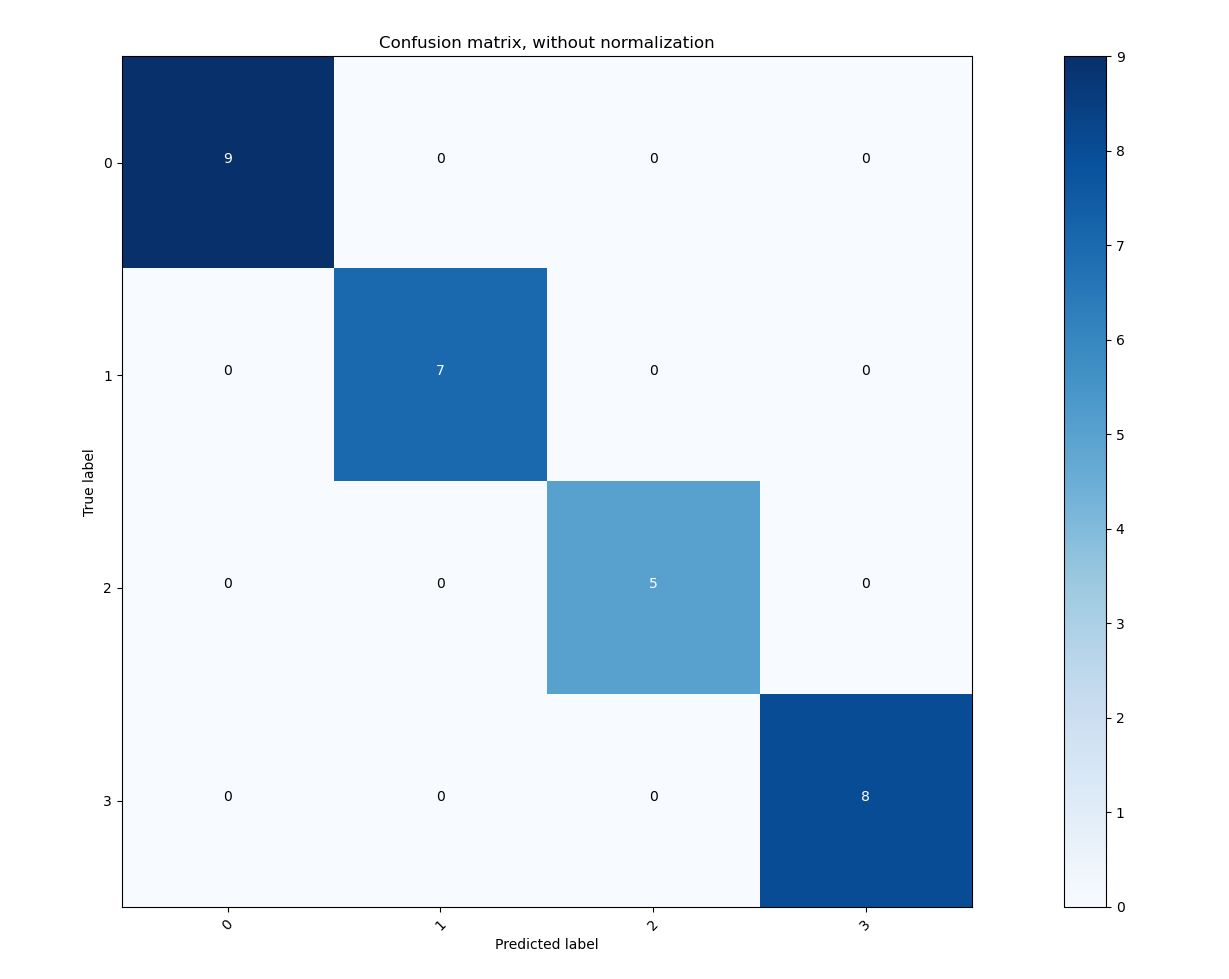 Confusion matrix, without normalization
9
0 9 0 0 0 8
7
1 0 7 0 0 6
True label 5
2 0 0 5 0 4
3
2
3 0 0 0 8 1
0
0 1 2 3
Predicted label